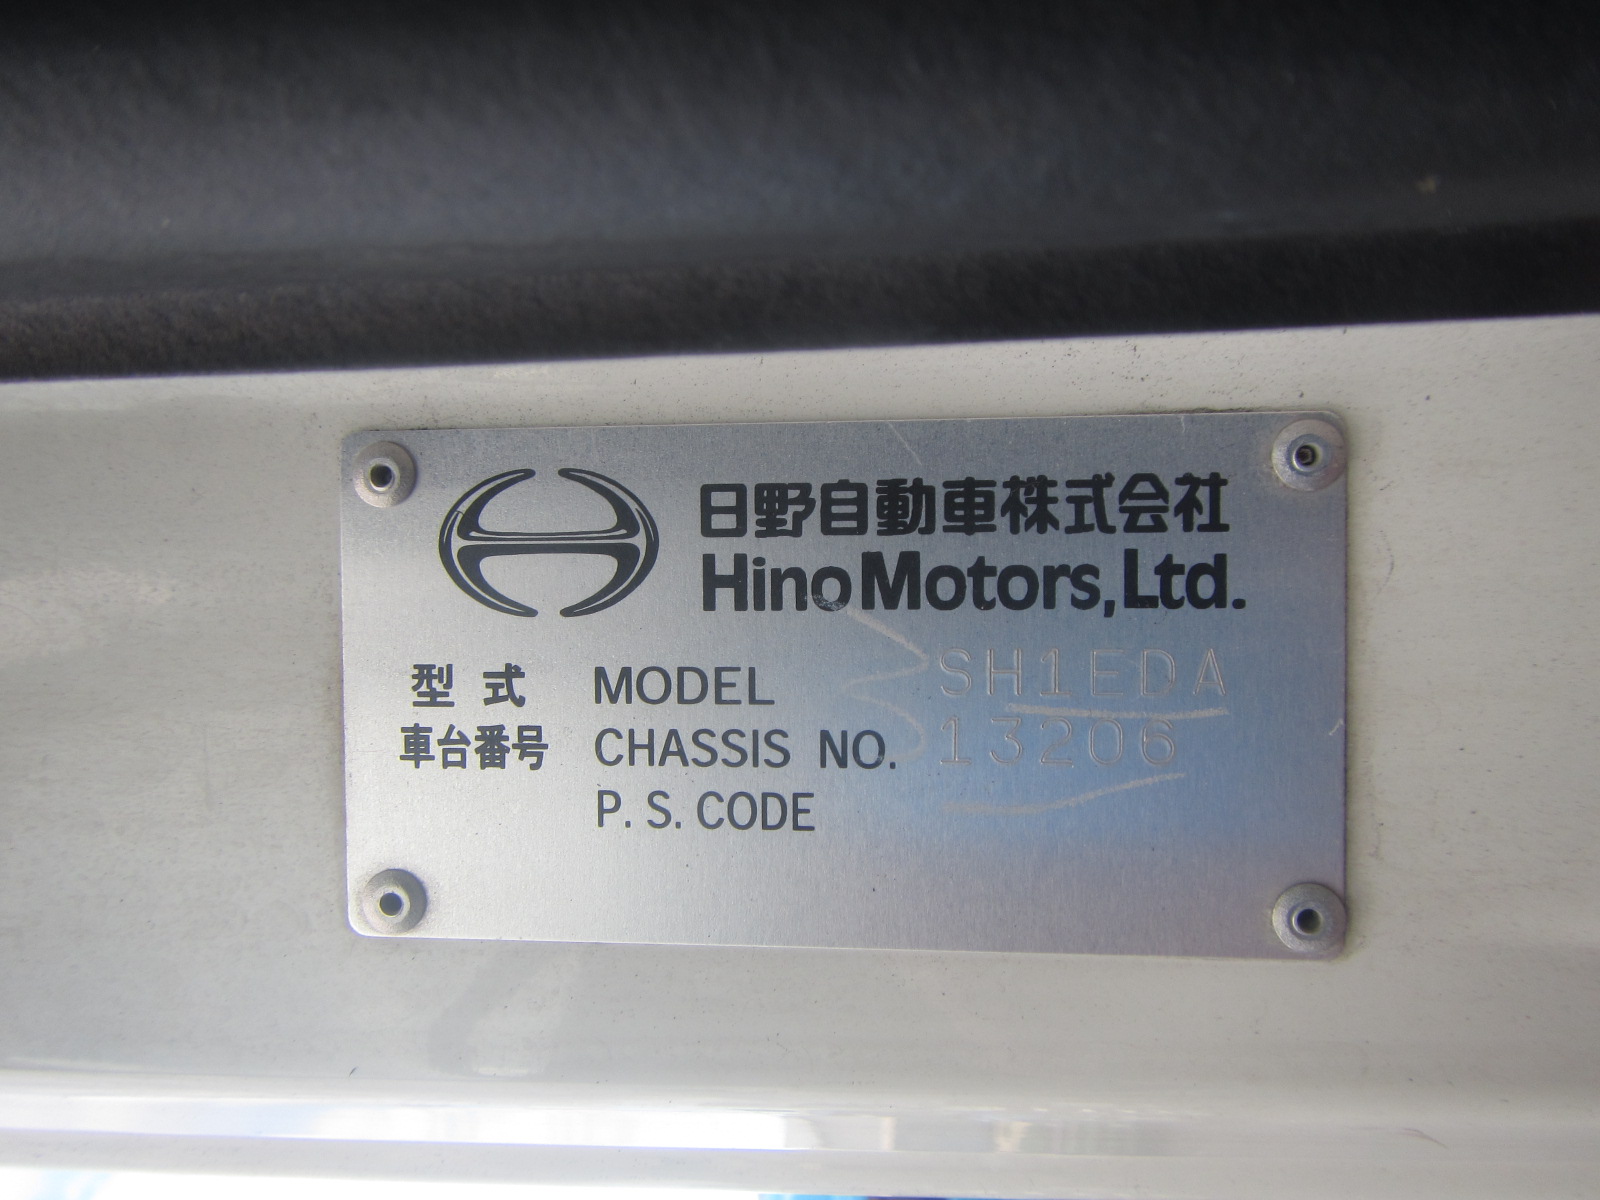 日野自動車株式会社
Hino Motors, Ltd.
型式 MODEL SH1EDA
車台番号 CHASSIS NO. 13206
P. S. CODE